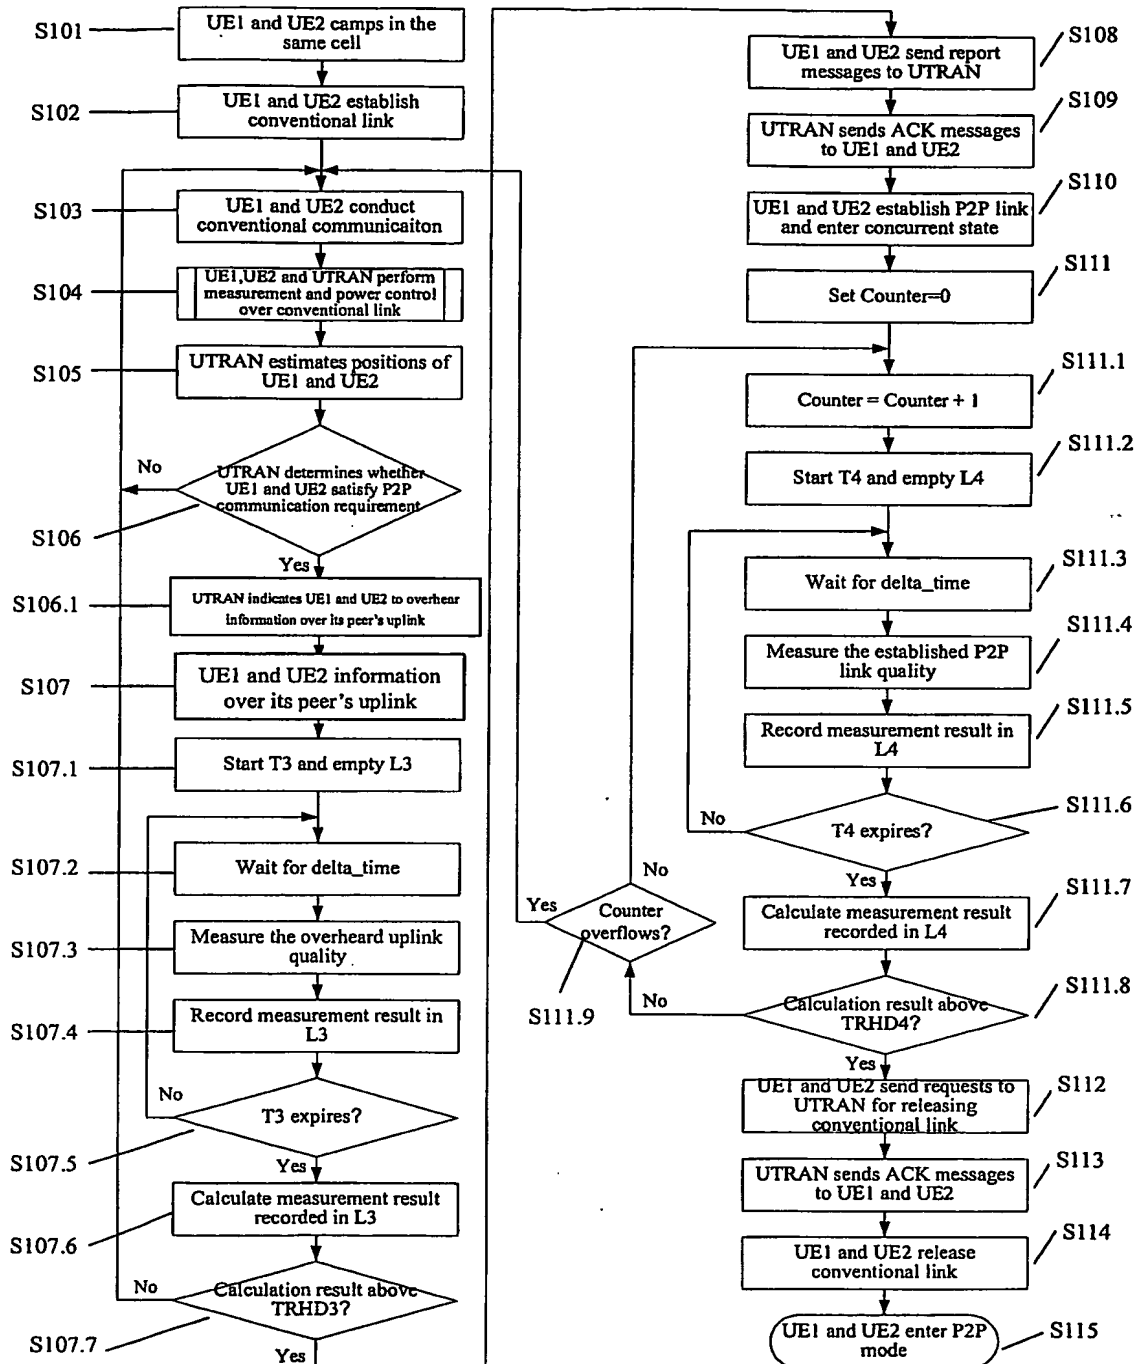 S101
UE1 and UE2 camps in the
same cell
S102
UE1 and UE2 establish
conventional link
S103
UE1 and UE2 conduct
conventional communicaiton
S104
UE1,UE2 and UTRAN perform
measurement and power control
over conventional link
S105
UTRAN estimates positions of
UE1 and UE2
No
UTRAN determines whether
UE1 and UE2 satisfy P2P
communication requirement
S106
Yes
S106.1
UTRAN indicates UE1 and UE2 to overhear
information over its peer's uplink
S107
UE1 and UE2 information
over its peer's uplink
S107.1
Start T3 and empty L3
S107.2
Wait for delta_time
S107.3
Measure the overheard uplink
quality
S107.4
Record measurement result in
L3
No
T3 expires?
S107.5
Yes
Calculate measurement result
recorded in L3
S107.6
No
Calculation result above
TRHD3?
S107.7
Yes
S108
UE1 and UE2 send report
messages to UTRAN
S109
UTRAN sends ACK messages
to UE1 and UE2
S110
UE1 and UE2 establish P2P link
and enter concurrent state
S111
Set Counter=0
S111.1
Counter = Counter + 1
S111.2
Start T4 and empty L4
S111.3
Wait for delta_time
S111.4
Measure the established P2P
link quality
S111.5
Record measurement result in
L4
S111.6
No
T4 expires?
Yes
S111.7
Calculate measurement result
recorded in L4
No
Yes
Counter
overflows?
S111.9
S111.8
No
Calculation result above
TRHD4?
Yes
S112
UE1 and UE2 send requests to
UTRAN for releasing
conventional link
S113
UTRAN sends ACK messages
to UE1 and UE2
S114
UE1 and UE2 release
conventional link
S115
UE1 and UE2 enter P2P
mode